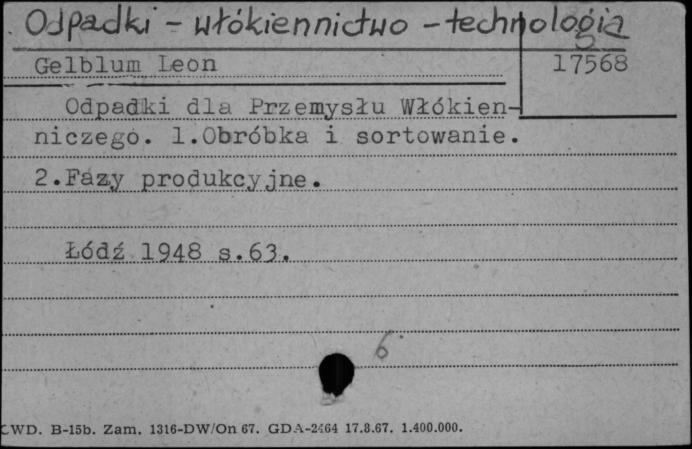 Odpadki - włókiennictwo - technologia
Gelblum Leon
17568
Odpadki dla Przemysłu Włókien-
niczego. 1.Obróbka i sortowanie.
2.Fazy produkcyjne.
Łódź 1948 s.63.
6
CWD. B-15b. Zam. 1316-DW/On 67. GDA-2464 17.8.67. 1.400.000.